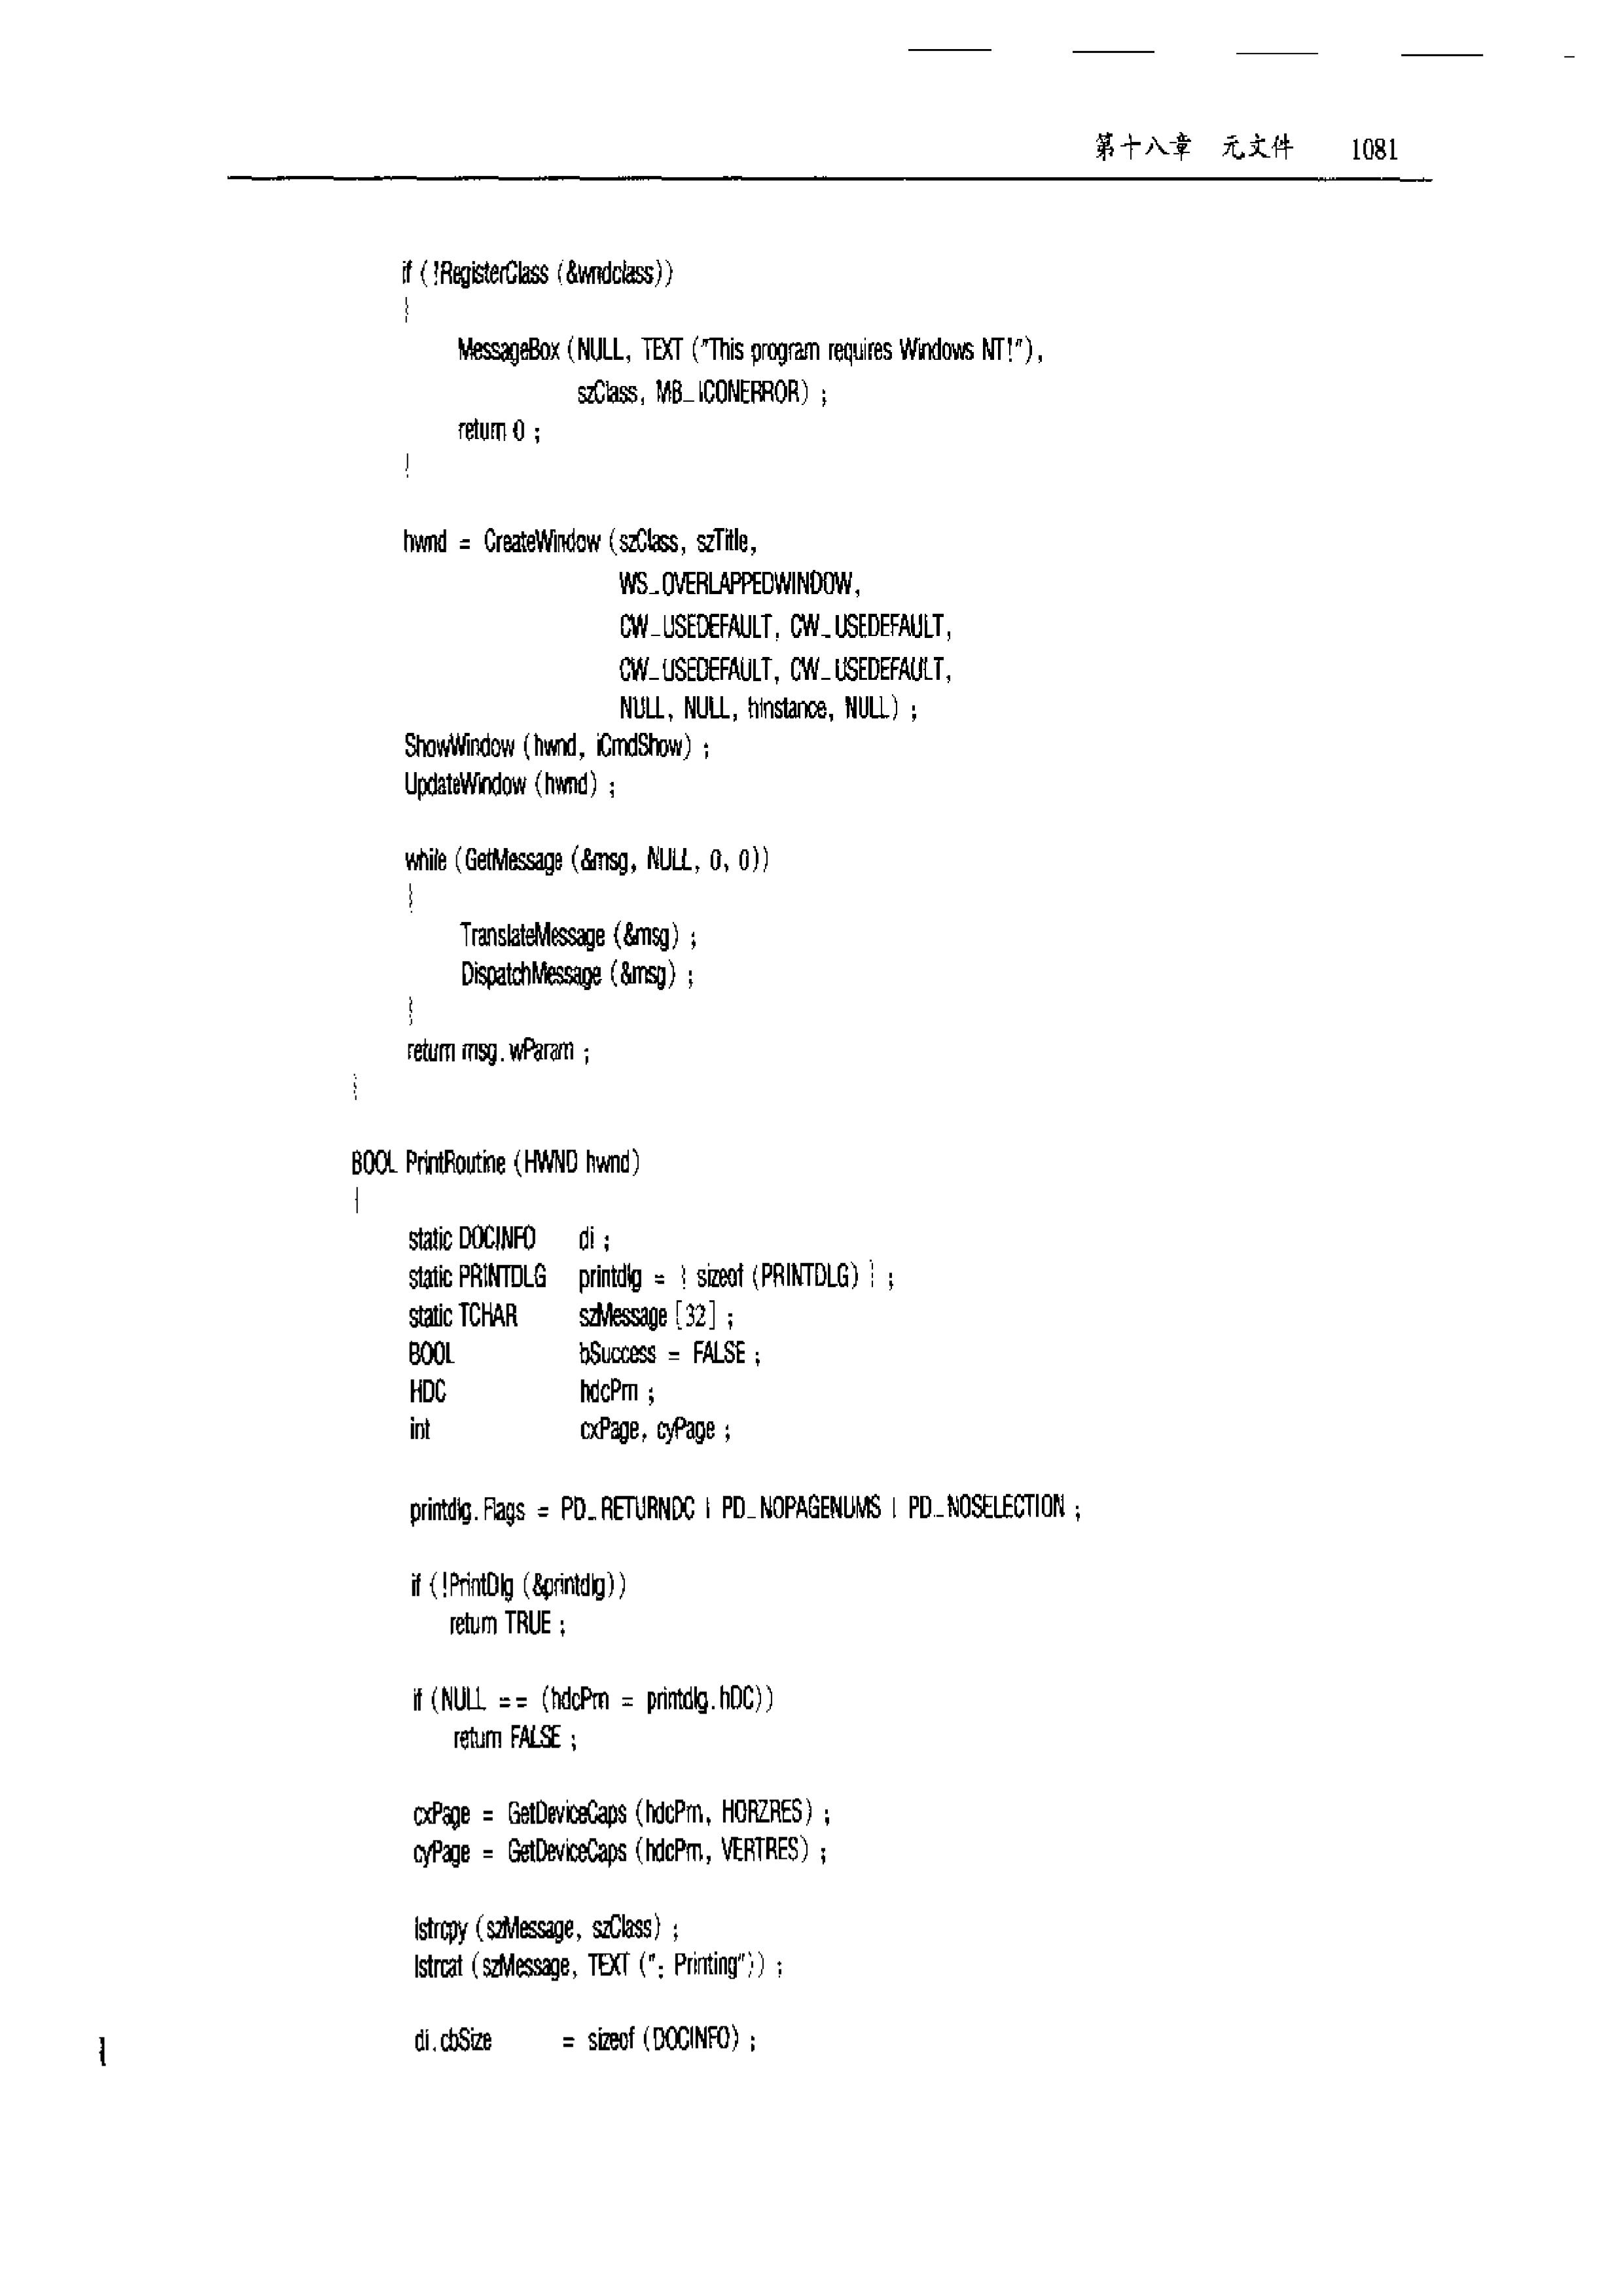 第十八章 元文件 1081
if (!RegisterClass (&wndclass))
{
MessageBox (NULL, TEXT ("This program requires Windows NT!"),
szClass, MB_ICONERROR) ;
return 0 ;
}
hwnd = CreateWindow (szClass, szTitle,
WS_OVERLAPPEDWINDOW,
CW_USEDEFAULT, CW_USEDEFAULT,
CW_USEDEFAULT, CW_USEDEFAULT,
NULL, NULL, hInstance, NULL) ;
ShowWindow (hwnd, iCmdShow) ;
UpdateWindow (hwnd) ;
while (GetMessage (&msg, NULL, 0, 0))
{
TranslateMessage (&msg) ;
DispatchMessage (&msg) ;
}
return msg.wParam ;
}
BOOL PrintRoutine (HWND hwnd)
{
static DOCINFO di ;
static PRINTDLG printdlg = { sizeof (PRINTDLG) } ;
static TCHAR szMessage [32] ;
BOOL bSuccess = FALSE ;
HDC hdcPrn ;
int cxPage, cyPage ;
printdlg.Flags = PD_RETURNDC | PD_NOPAGENUMS | PD_NOSELECTION ;
if (!PrintDlg (&printdlg))
return TRUE ;
if (NULL == (hdcPrn = printdlg.hDC))
return FALSE ;
cxPage = GetDeviceCaps (hdcPrn, HORZRES) ;
cyPage = GetDeviceCaps (hdcPrn, VERTRES) ;
lstrcpy (szMessage, szClass) ;
lstrcat (szMessage, TEXT (": Printing")) ;
di.cbSize = sizeof (DOCINFO) ;